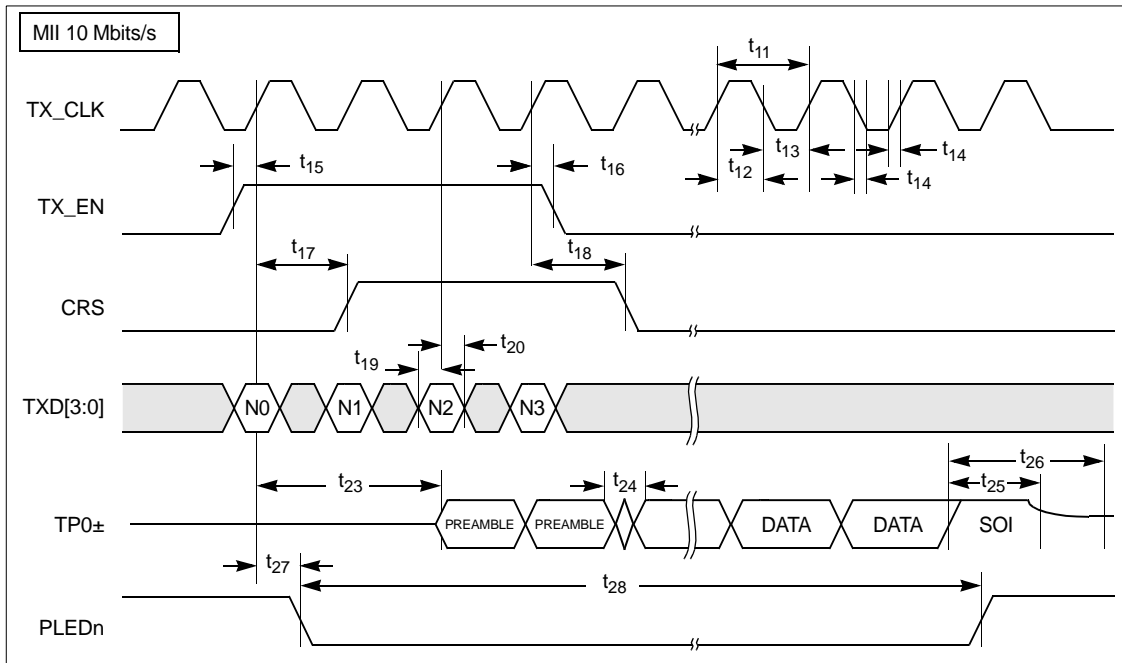 MII 10 Mbits/s
t11
TX_CLK
t15
t16
t13
t12
t14
t14
TX_EN
t17
t18
CRS
t19
t20
TXD[3:0]
N0
N1
N2
N3
t23
t24
t26
t25
TP0±
PREAMBLE
PREAMBLE
DATA
DATA
SOI
t27
t28
PLEDn